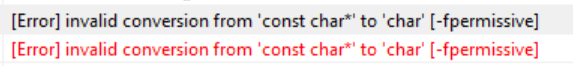 [Error] invalid conversion from 'const char*' to 'char' [-fpermissive]
[Error] invalid conversion from 'const char*' to 'char' [-fpermissive]